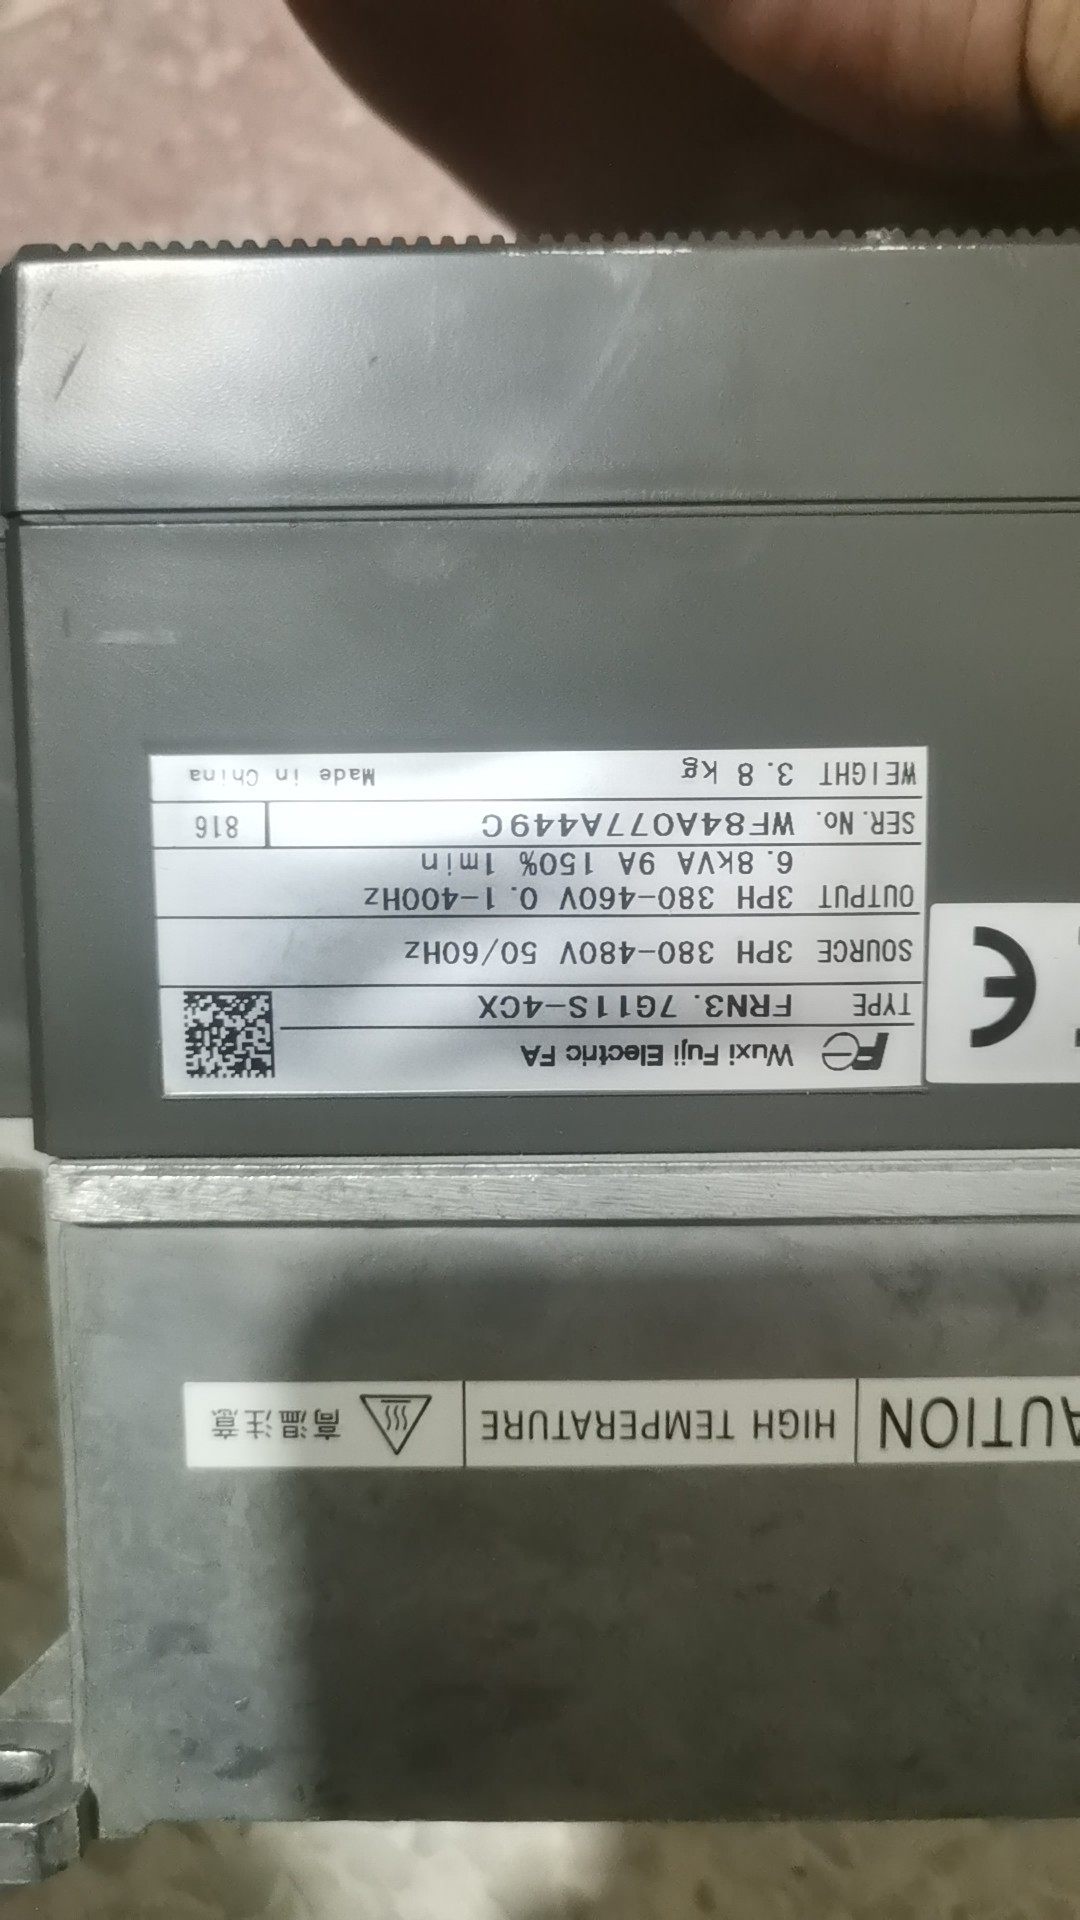 Fe Wuxi Fuji Electric FA
TYPE FRN3.7G11S-4CX
SOURCE 3PH 380-480V 50/60Hz
OUTPUT 3PH 380-460V 0.1-400Hz
6.8kVA 9A 150% 1min
SER.No. WF84A077A449C 816
WEIGHT 3.8 kg Made in China
CE
AUTION HIGH TEMPERATURE 高温注意